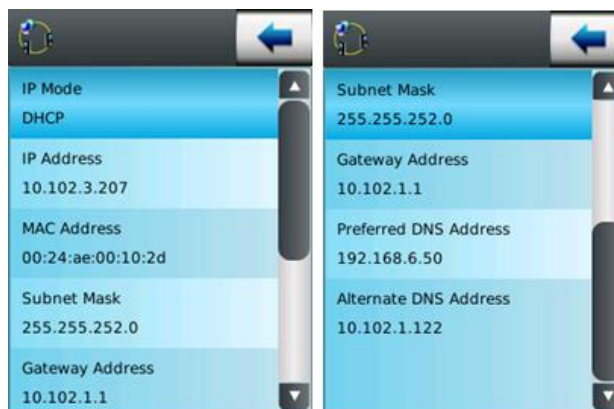 IP Mode
DHCP
IP Address
10.102.3.207
MAC Address
00:24:ae:00:10:2d
Subnet Mask
255.255.252.0
Gateway Address
10.102.1.1
Subnet Mask
255.255.252.0
Gateway Address
10.102.1.1
Preferred DNS Address
192.168.6.50
Alternate DNS Address
10.102.1.122